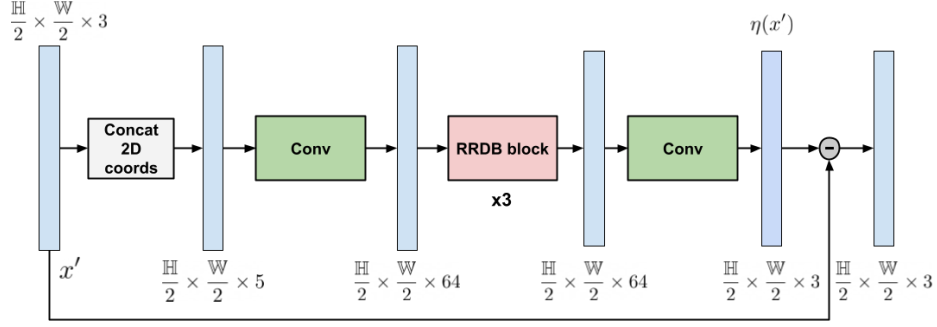 ℍ/2 × 𝕎/2 × 3
η(x′)
Concat
2D
coords
Conv
RRDB block
x3
Conv
-
x′
ℍ/2 × 𝕎/2 × 5
ℍ/2 × 𝕎/2 × 64
ℍ/2 × 𝕎/2 × 64
ℍ/2 × 𝕎/2 × 3
ℍ/2 × 𝕎/2 × 3